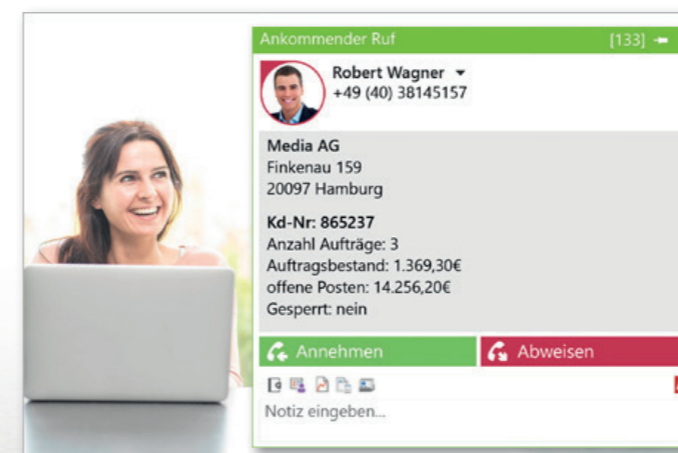 Ankommender Ruf [133]
Robert Wagner
+49 (40) 38145157
Media AG
Finkenau 159
20097 Hamburg
Kd-Nr: 865237
Anzahl Aufträge: 3
Auftragsbestand: 1.369,30€
offene Posten: 14.256,20€
Gesperrt: nein
Annehmen Abweisen
Notiz eingeben...